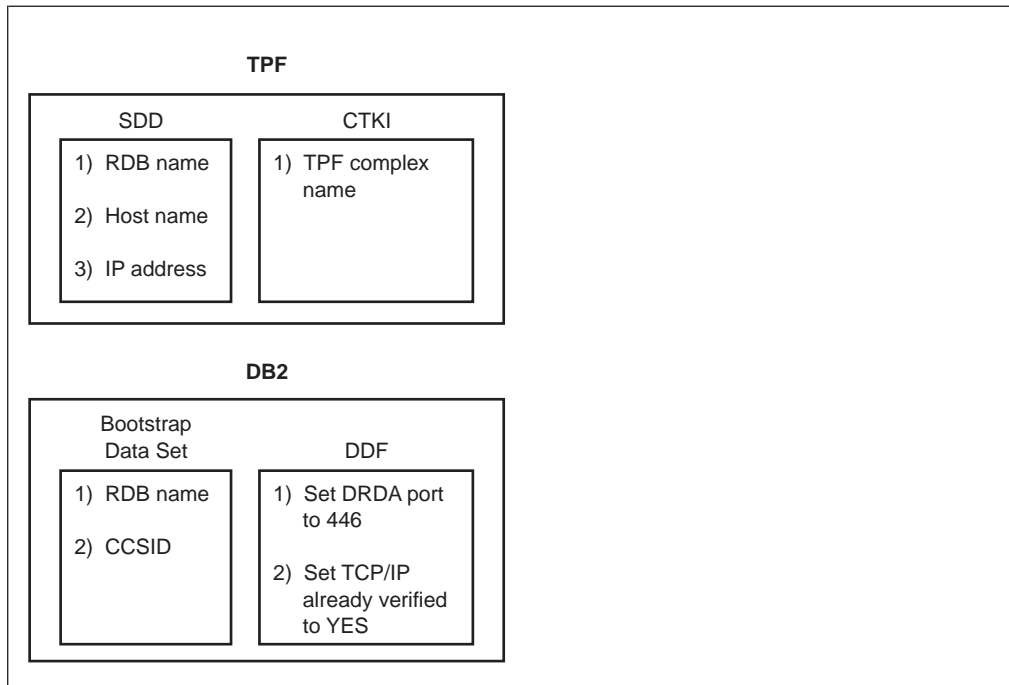 TPF
SDD
1) RDB name
2) Host name
3) IP address
CTKI
1) TPF complex
name
DB2
Bootstrap
Data Set
1) RDB name
2) CCSID
DDF
1) Set DRDA port
to 446
2) Set TCP/IP
already verified
to YES